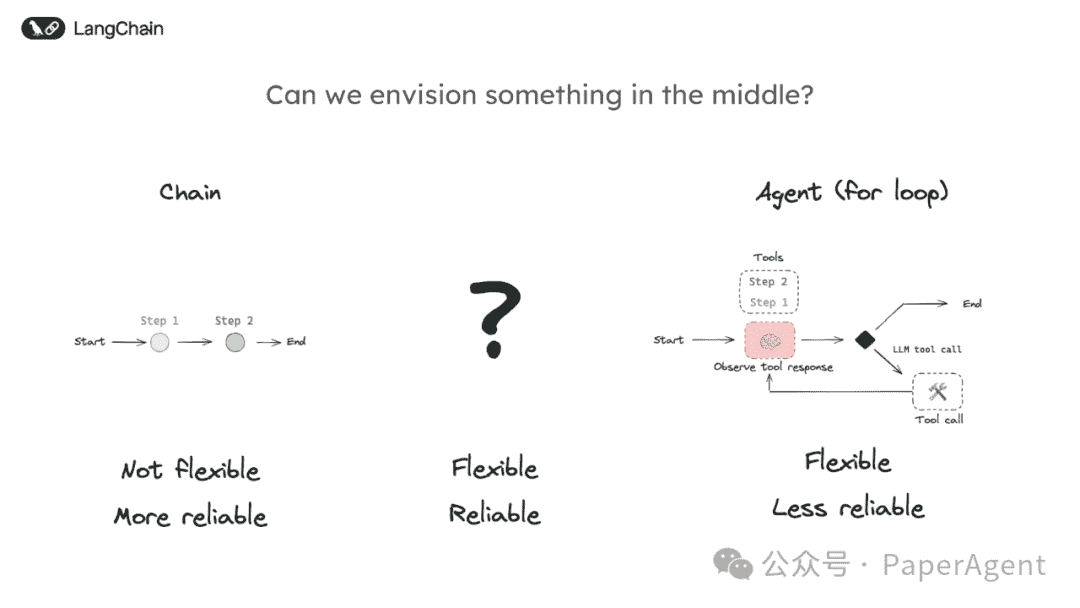 LangChain
Can we envision something in the middle?
Chain
Step 1
Step 2
Start
End
Not flexible
More reliable
?
Flexible
Reliable
Agent (for loop)
Tools
Step 2
Step 1
Start
End
LLM tool call
Observe tool response
Tool call
Flexible
Less reliable
公众号 · PaperAgent